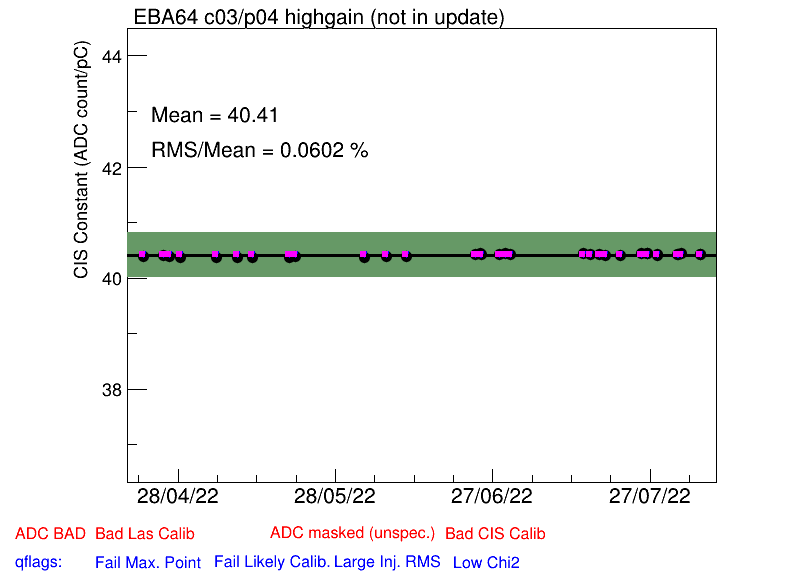 EBA64 c03/p04 highgain (not in update)
CIS Constant (ADC count/pC)
44
Mean = 40.41
RMS/Mean = 0.0602 %
42
40
38
28/04/22 28/05/22 27/06/22 27/07/22
ADC BAD Bad Las Calib ADC masked (unspec.) Bad CIS Calib
qflags: Fail Max. Point Fail Likely Calib. Large Inj. RMS Low Chi2